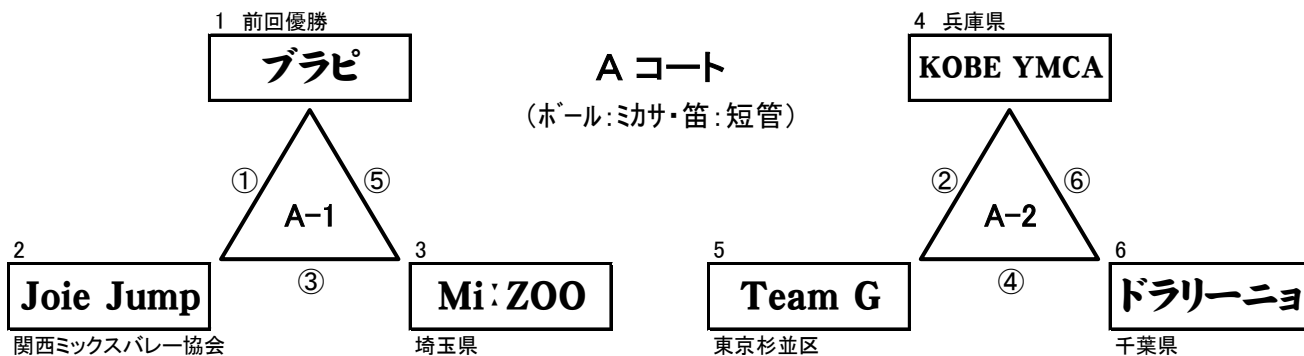 1 前回優勝
ブラピ
A コート
(ボール:ミカサ・笛:短管)
4 兵庫県
KOBE YMCA
①
⑤
A-1
②
⑥
A-2
2
Joie Jump
関西ミックスバレー協会
③
3
Mi:ZOO
埼玉県
5
Team G
東京杉並区
④
6
ドラリーニョ
千葉県